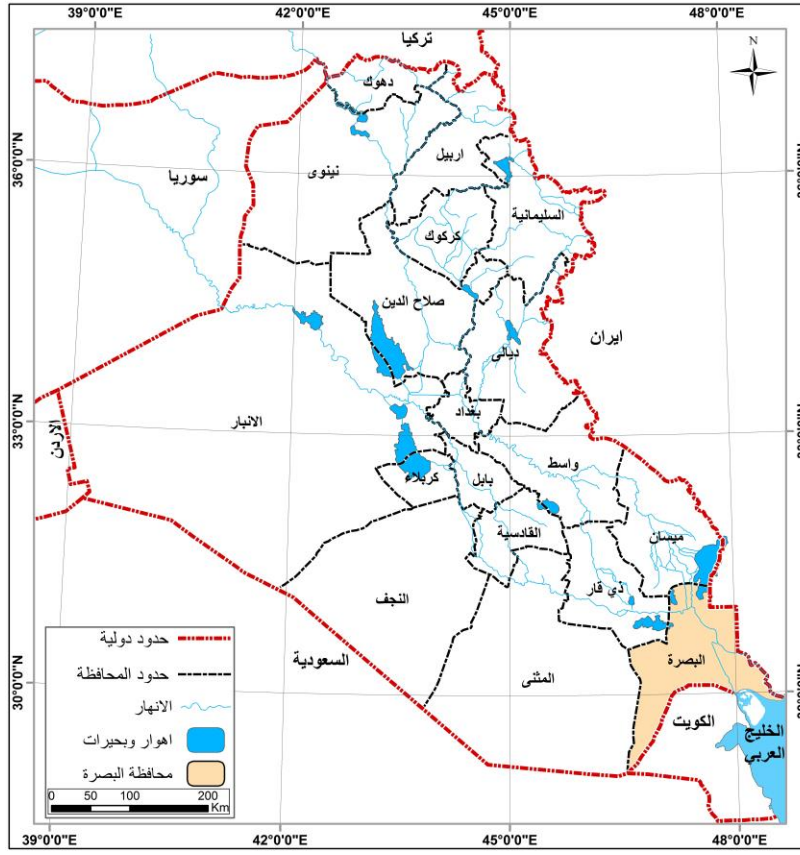 39°0'0"E 42°0'0"E 45°0'0"E 48°0'0"E
N
تركيا
دهوك
اربيل
نينوى
36°0'0"N
سوريا
السليمانية
كركوك
صلاح الدين
ايران
ديالى
الانبار
بغداد
33°0'0"N
الاردن
واسط
كربلاء
بابل
القادسية
ميسان
ذي قار
النجف
السعودية
المثنى
البصرة
30°0'0"N
الكويت
الخليج
العربي
حدود دولية
حدود المحافظة
الانهار
اهوار وبحيرات
محافظة البصرة
0 50 100 200
Km
39°0'0"E 42°0'0"E 45°0'0"E 48°0'0"E